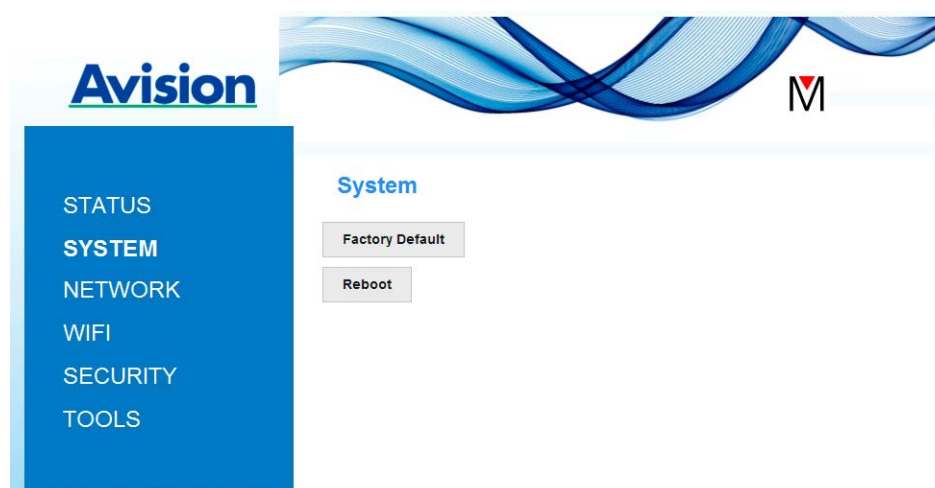 Avision
M
STATUS
SYSTEM
NETWORK
WIFI
SECURITY
TOOLS
System
Factory Default
Reboot